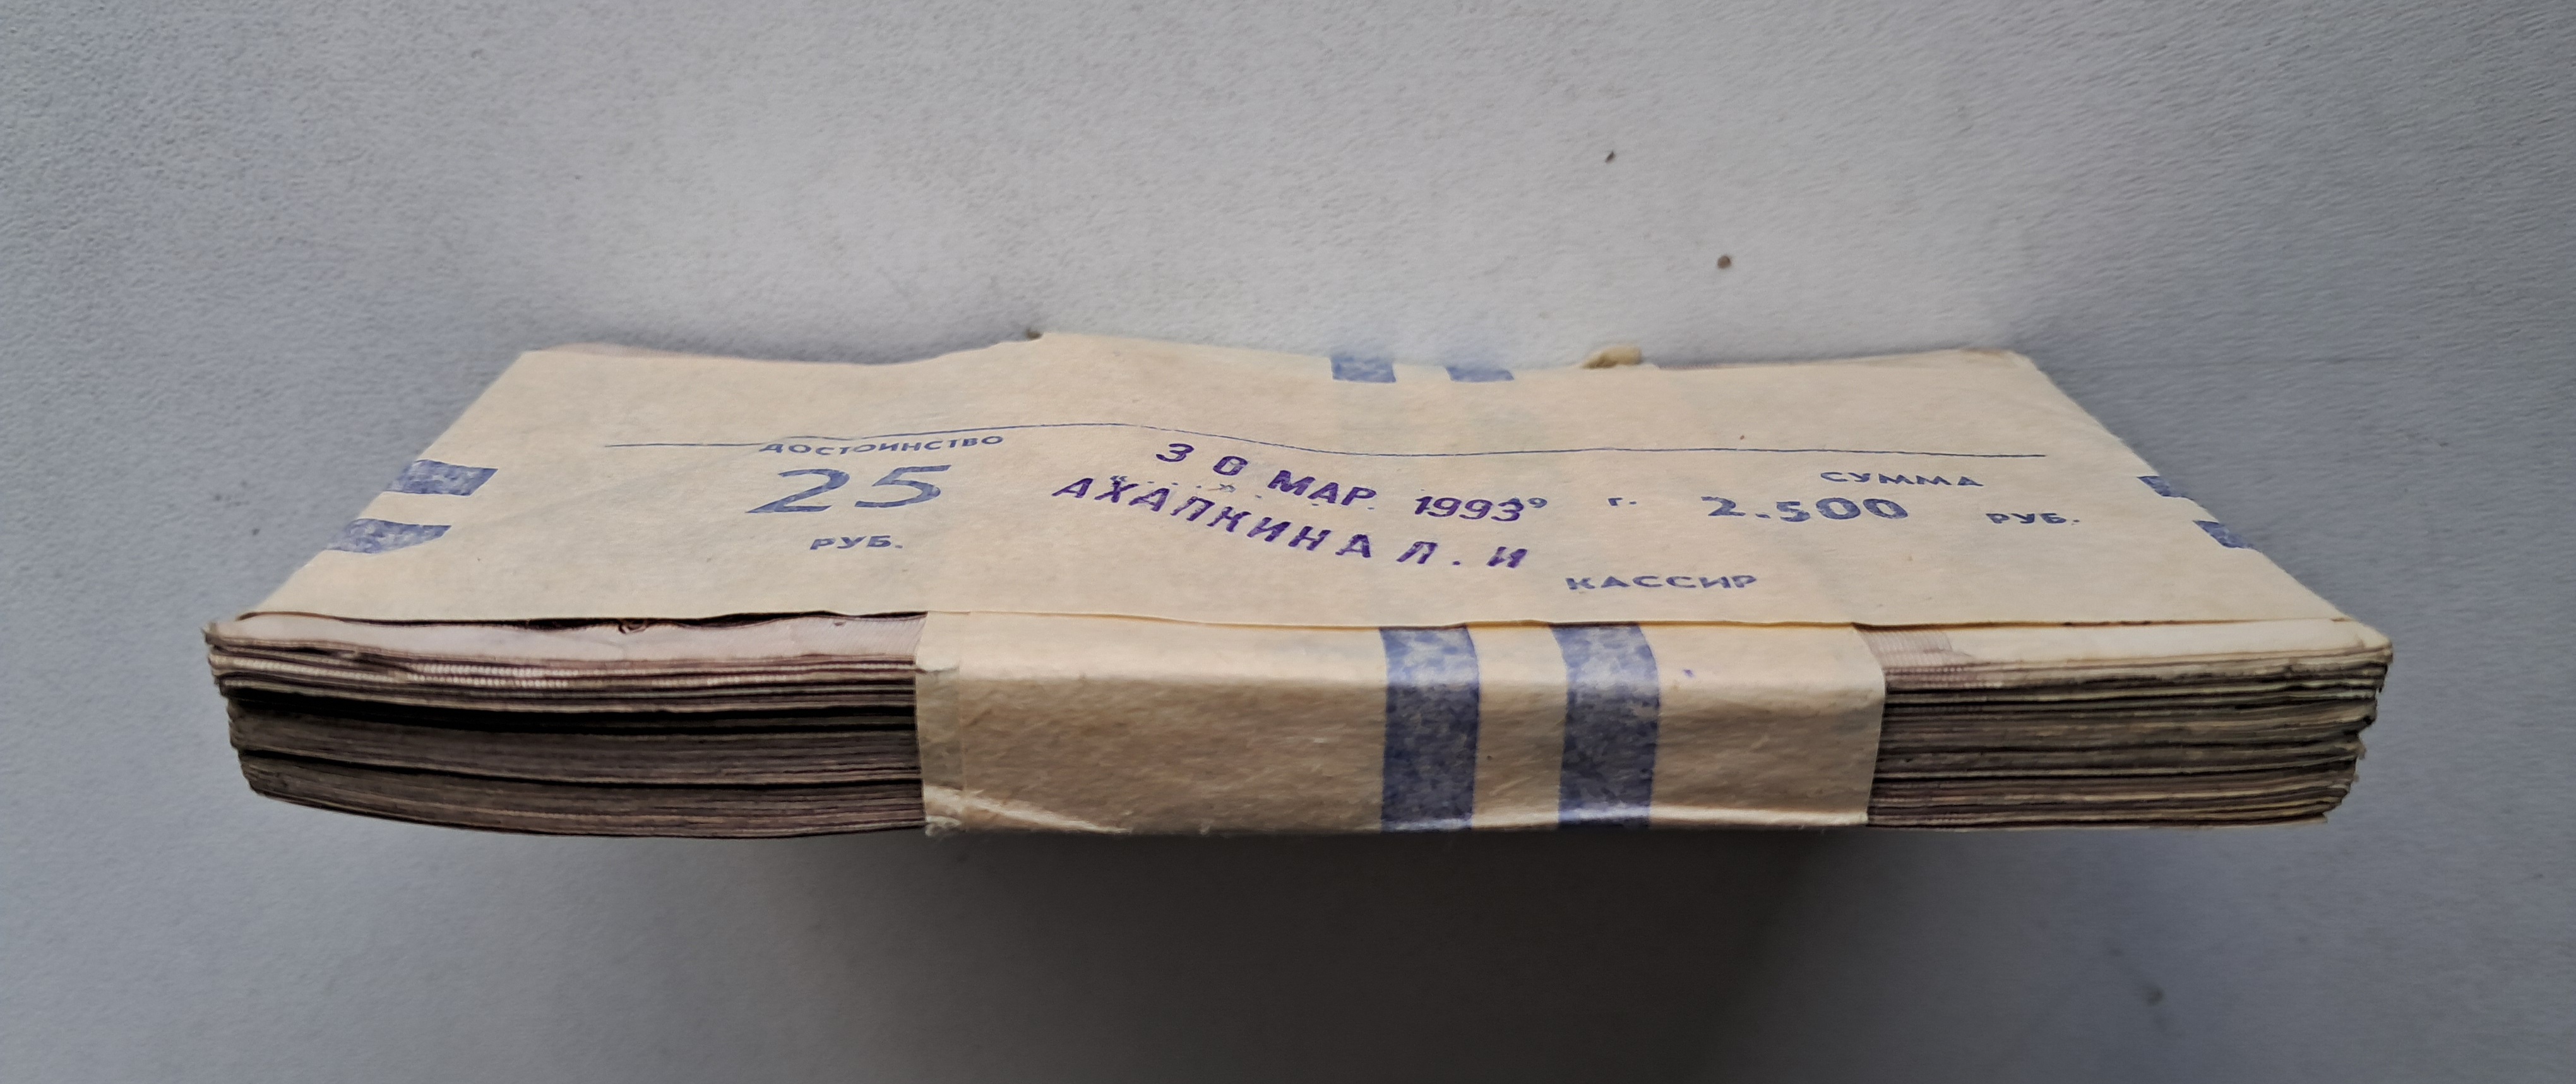 ДОСТОИНСТВО
25
РУБ.
30 МАР. 1993 г.
АХАПКИНА Л. И
КАССИР
СУММА
2.500 РУБ.